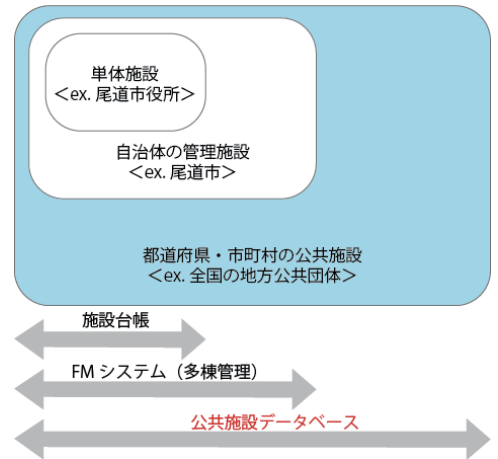 単体施設
＜ex. 尾道市役所＞
自治体の管理施設
＜ex. 尾道市＞
都道府県・市町村の公共施設
＜ex. 全国の地方公共団体＞
施設台帳
FMシステム（多棟管理）
公共施設データベース